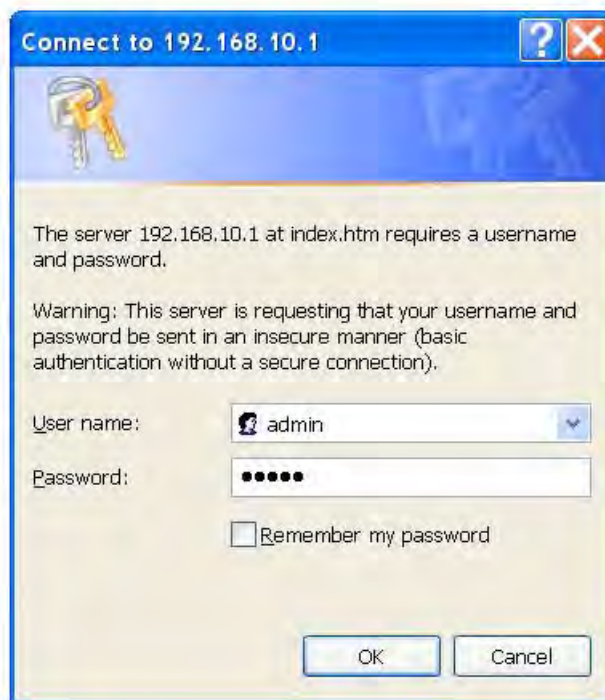 Connect to 192.168.10.1
The server 192.168.10.1 at index.htm requires a username
and password.
Warning: This server is requesting that your username and
password be sent in an insecure manner (basic
authentication without a secure connection).
User name:
admin
Password:
•••••
Remember my password
OK
Cancel